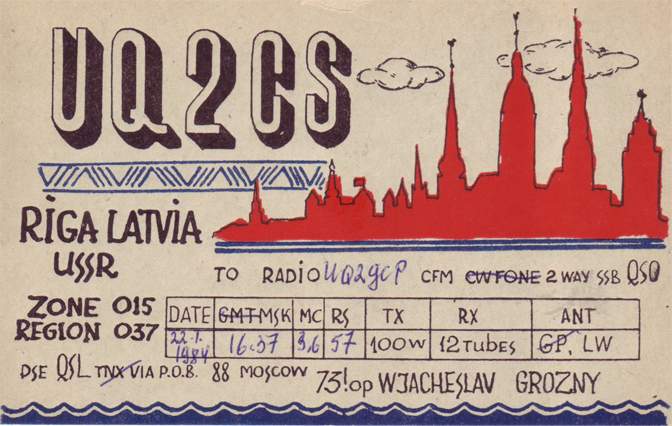 UQ2CS
RIGA LATVIA
USSR
TO RADIO UQ2GCP CFM CW FONE 2 WAY SSB QSO
ZONE 015
REGION 037
DATE GMT MSK MC RS TX RX ANT
22.I.1984 16.37 3,6 57 100W 12 TUBES GP, LW
PSE QSL TNX VIA P.O.B. 88 MOSCOW 73! op WJACHESLAV GROZNY